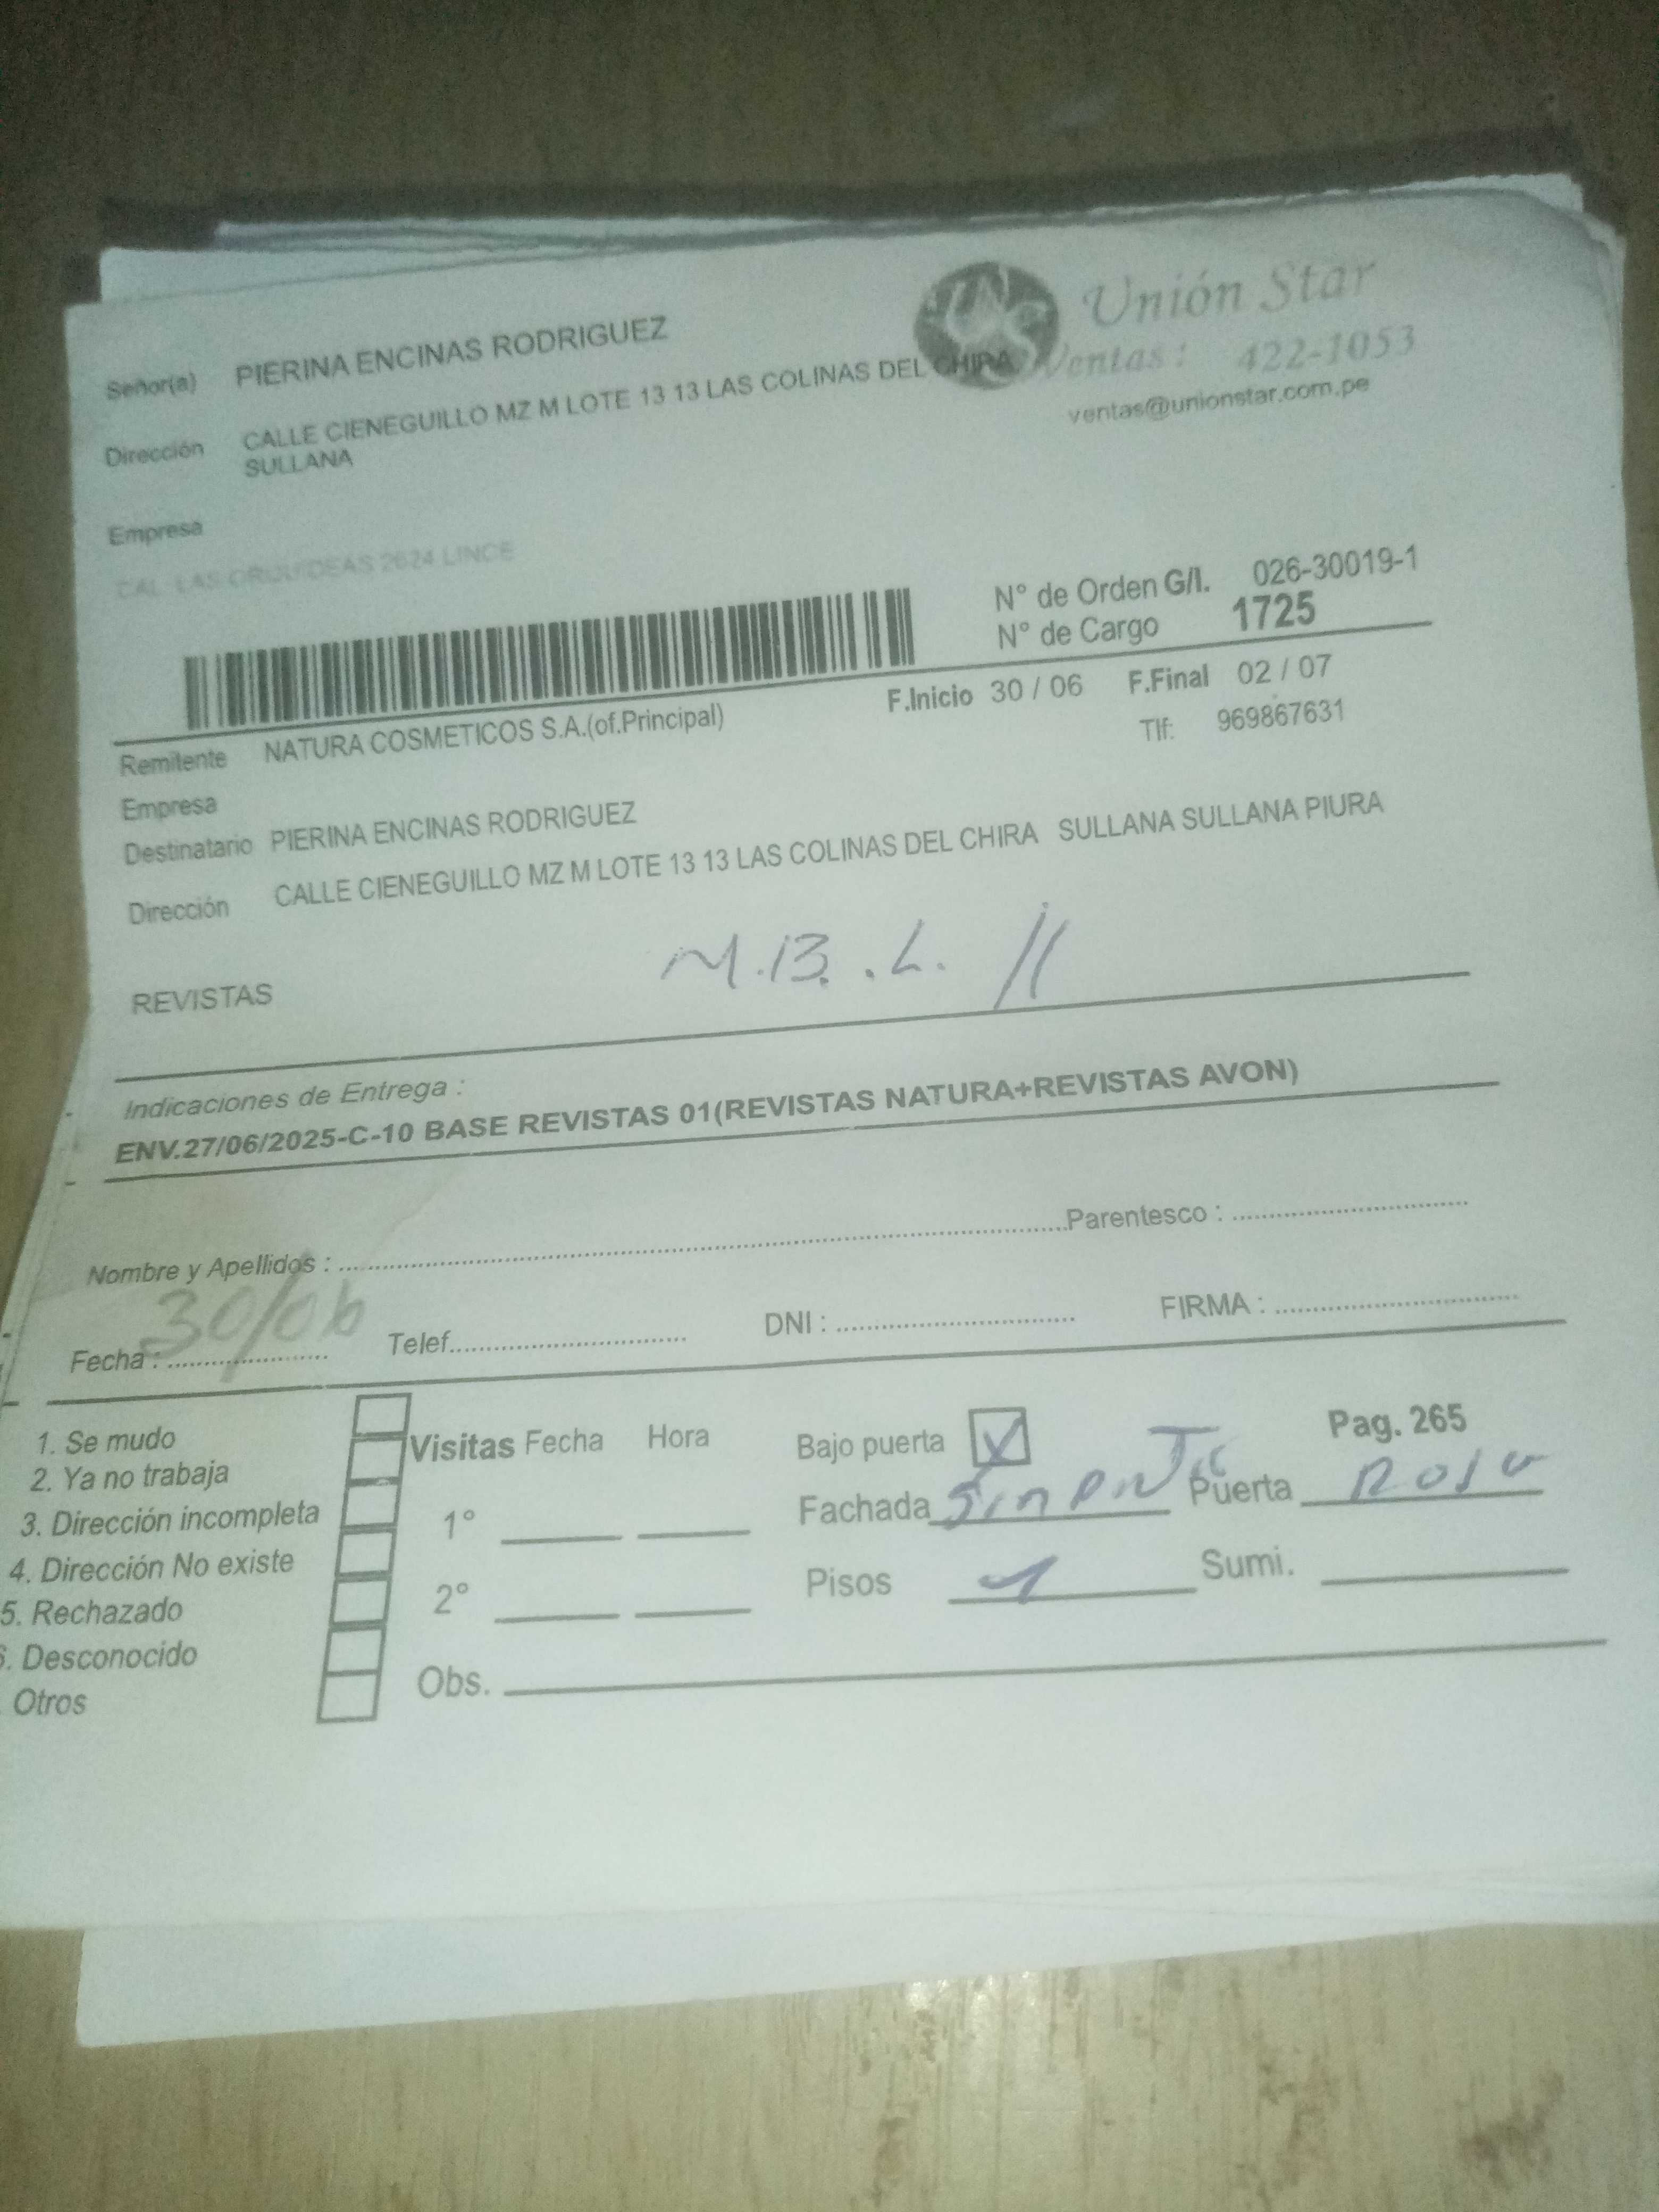 Unión Star
Señor(a) PIERINA ENCINAS RODRIGUEZ
Ventas: 422-1053
ventas@unionstar.com.pe
Dirección CALLE CIENEGUILLO MZ M LOTE 13 13 LAS COLINAS DEL CHIRA
SULLANA
Empresa
CAL. LAS ORQUIDEAS 2624 LINCE
N° de Orden G/I. 026-30019-1
N° de Cargo 1725
F.Inicio 30 / 06 F.Final 02 / 07
Remitente NATURA COSMETICOS S.A.(of.Principal) Tlf: 969867631
Empresa
Destinatario PIERINA ENCINAS RODRIGUEZ
Dirección CALLE CIENEGUILLO MZ M LOTE 13 13 LAS COLINAS DEL CHIRA SULLANA SULLANA PIURA
M.13. .L. 11
REVISTAS
Indicaciones de Entrega :
ENV.27/06/2025-C-10 BASE REVISTAS 01(REVISTAS NATURA+REVISTAS AVON)
Nombre y Apellidos : Parentesco :
Fecha : 30/06 Telef. DNI : FIRMA :
1. Se mudo
2. Ya no trabaja
3. Dirección incompleta
4. Dirección No existe
5. Rechazado
6. Desconocido
Otros
Visitas Fecha Hora
1°
2°
Obs.
Bajo puerta X Pag. 265
Fachada Puerta
Pisos 1 Sumi.